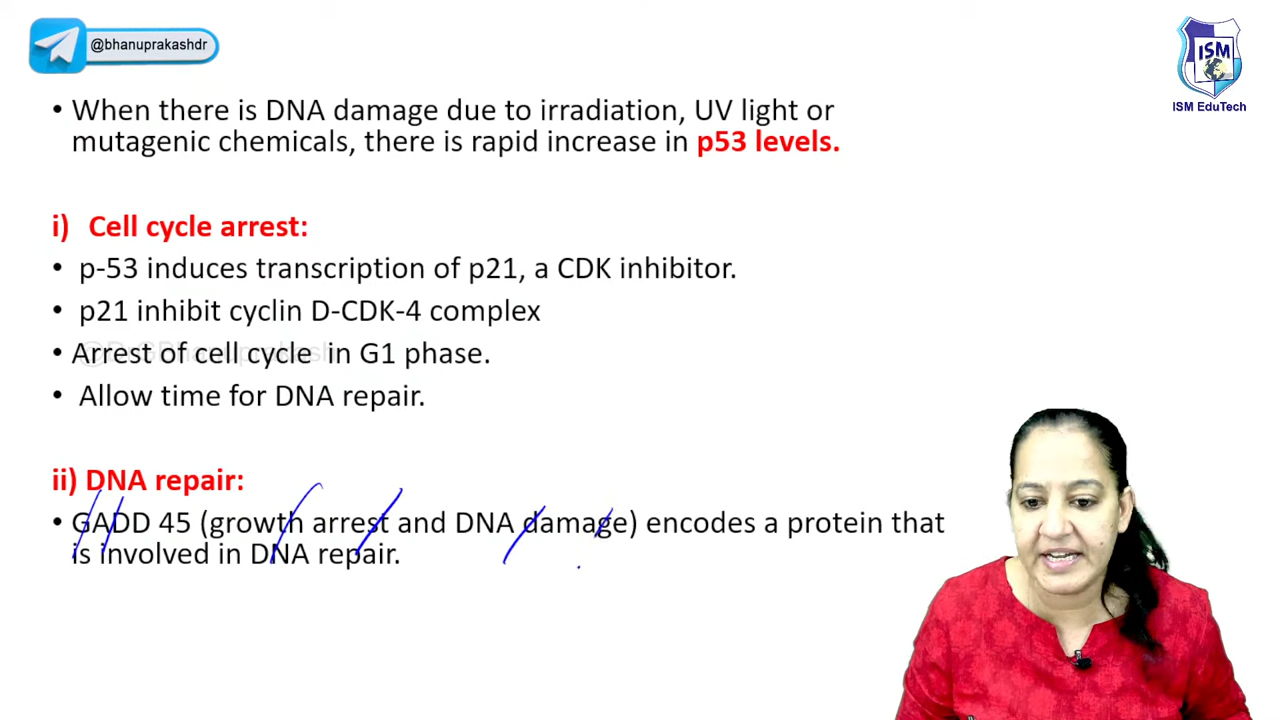 @bhanuprakashdr
ISM
ISM EduTech
• When there is DNA damage due to irradiation, UV light or
mutagenic chemicals, there is rapid increase in p53 levels.
i) Cell cycle arrest:
• p-53 induces transcription of p21, a CDK inhibitor.
• p21 inhibit cyclin D-CDK-4 complex
• Arrest of cell cycle in G1 phase.
• Allow time for DNA repair.
ii) DNA repair:
• GADD 45 (growth arrest and DNA damage) encodes a protein that
is involved in DNA repair.